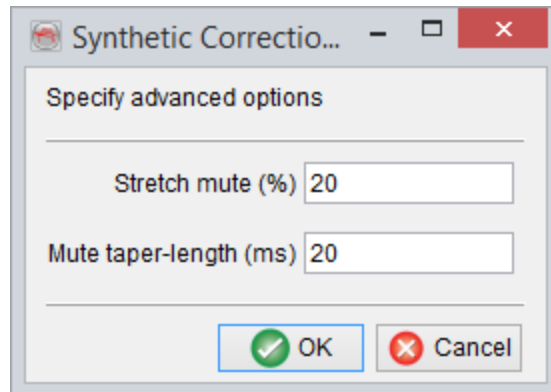 Synthetic Correctio...
Specify advanced options
Stretch mute (%) 20
Mute taper-length (ms) 20
OK Cancel